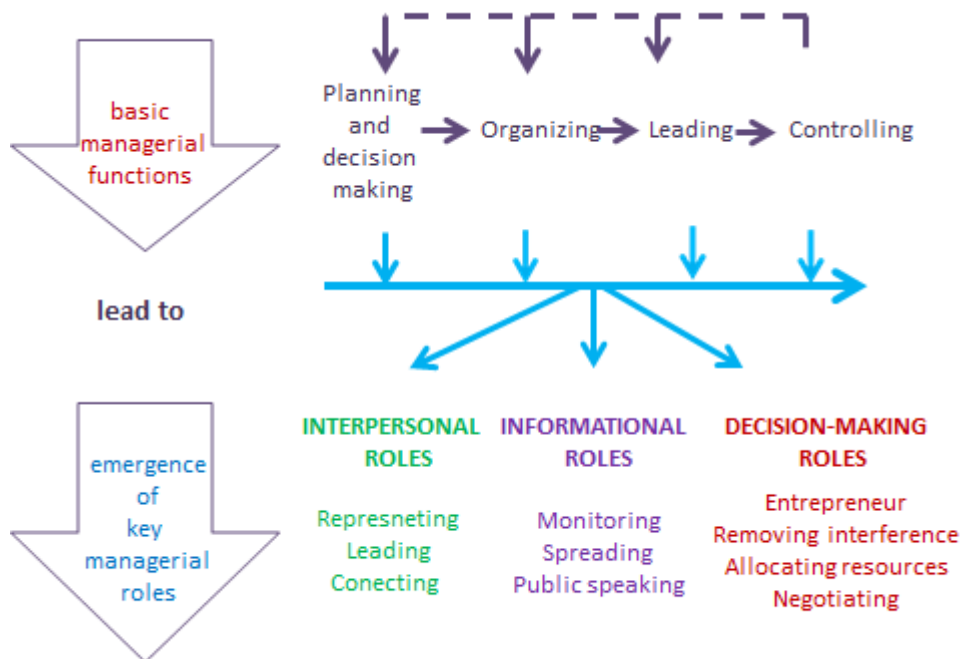 basic
managerial
functions
Planning
and
decision
making
Organizing
Leading
Controlling
lead to
emergence
of
key
managerial
roles
INTERPERSONAL
ROLES
Represneting
Leading
Conecting
INFORMATIONAL
ROLES
Monitoring
Spreading
Public speaking
DECISION-MAKING
ROLES
Entrepreneur
Removing interference
Allocating resources
Negotiating